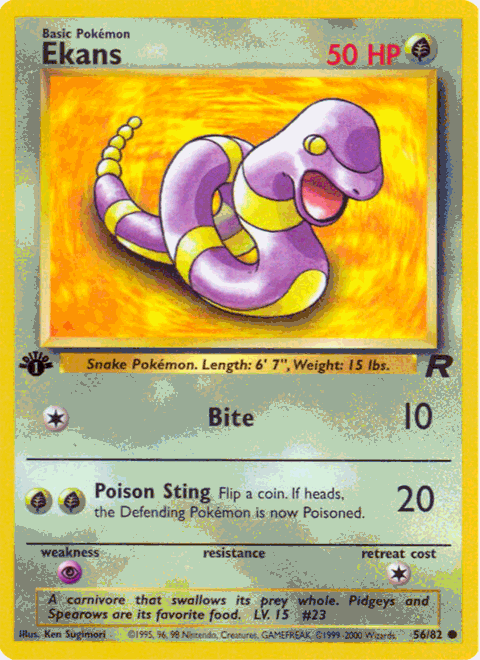 Basic Pokémon
Ekans
50 HP
EDITION
1
Snake Pokémon. Length: 6' 7", Weight: 15 lbs.
R
Bite
10
Poison Sting Flip a coin. If heads,
the Defending Pokémon is now Poisoned.
20
weakness
resistance
retreat cost
A carnivore that swallows its prey whole. Pidgeys and
Spearows are its favorite food. LV. 15 #23
Illus. Ken Sugimori
©1995, 96, 98 Nintendo, Creatures, GAMEFREAK. ©1999-2000 Wizards.
56/82